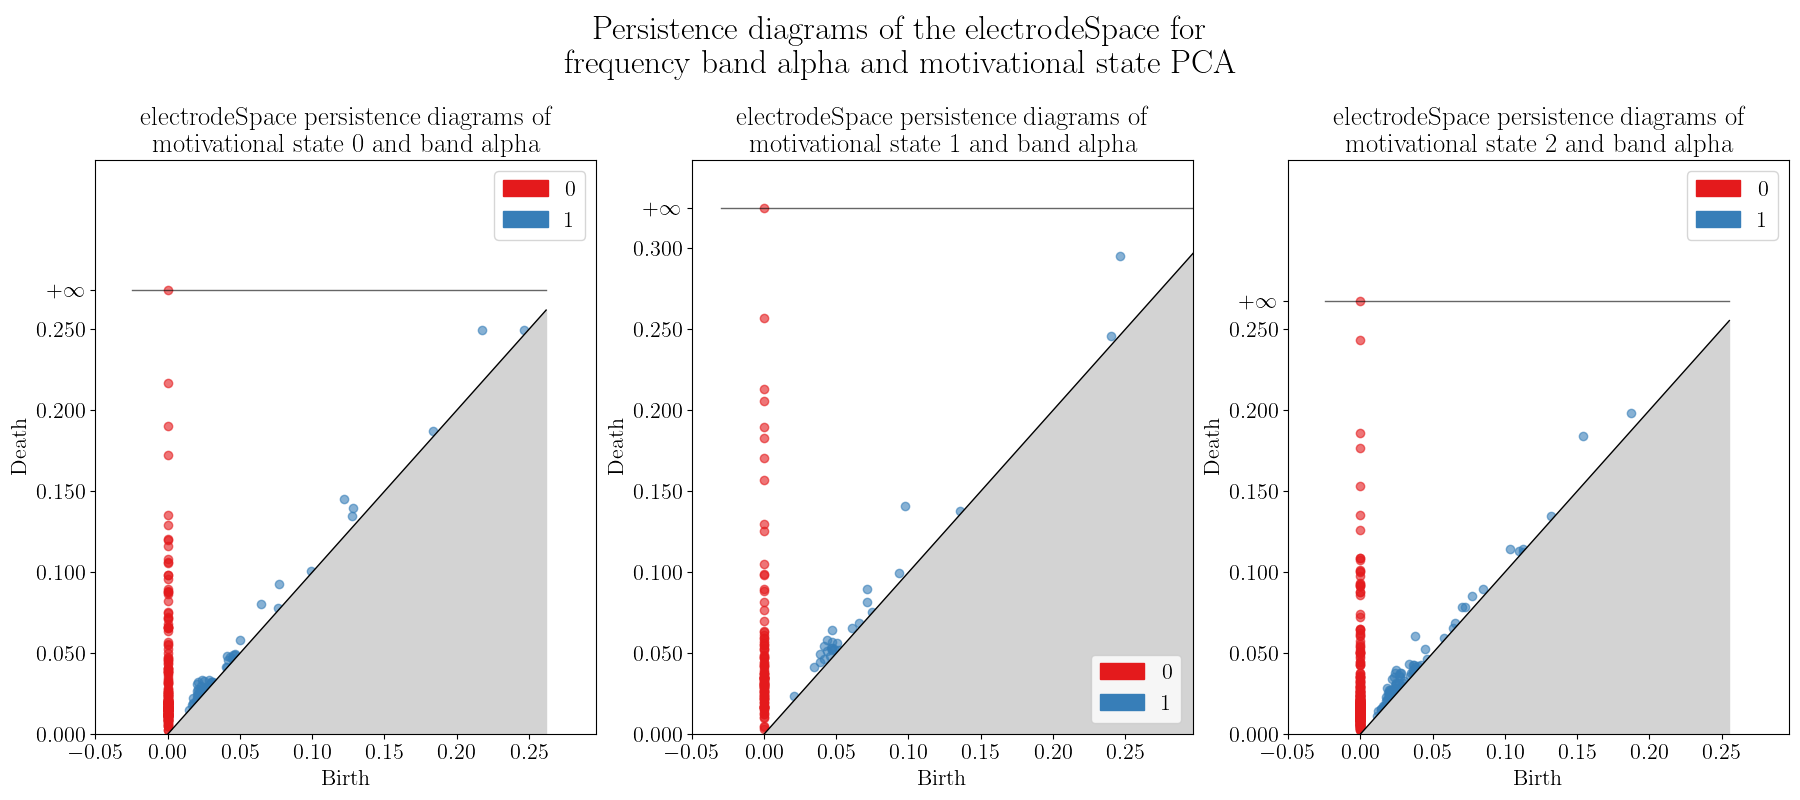 Persistence diagrams of the electrodeSpace for
frequency band alpha and motivational state PCA
electrodeSpace persistence diagrams of
motivational state 0 and band alpha
0
1
+∞
0.250
0.200
0.150
0.100
0.050
0.000
Death
−0.05 0.00 0.05 0.10 0.15 0.20 0.25
Birth
electrodeSpace persistence diagrams of
motivational state 1 and band alpha
+∞
0.300
0.250
0.200
0.150
0.100
0.050
0.000
Death
0
1
−0.05 0.00 0.05 0.10 0.15 0.20 0.25
Birth
electrodeSpace persistence diagrams of
motivational state 2 and band alpha
0
1
+∞
0.250
0.200
0.150
0.100
0.050
0.000
Death
−0.05 0.00 0.05 0.10 0.15 0.20 0.25
Birth